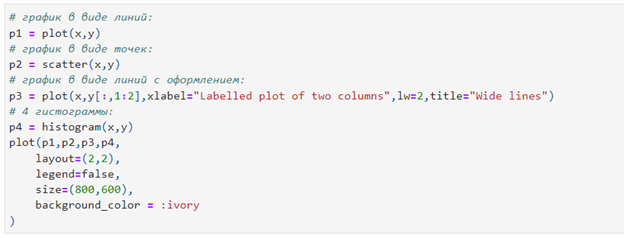 # график в виде линий:
p1 = plot(x,y)
# график в виде точек:
p2 = scatter(x,y)
# график в виде линий с оформлением:
p3 = plot(x,y[:,1:2],xlabel="Labelled plot of two columns",lw=2,title="Wide lines")
# 4 гистограммы:
p4 = histogram(x,y)
plot(p1,p2,p3,p4,
    layout=(2,2),
    legend=false,
    size=(800,600),
    background_color = :ivory
)